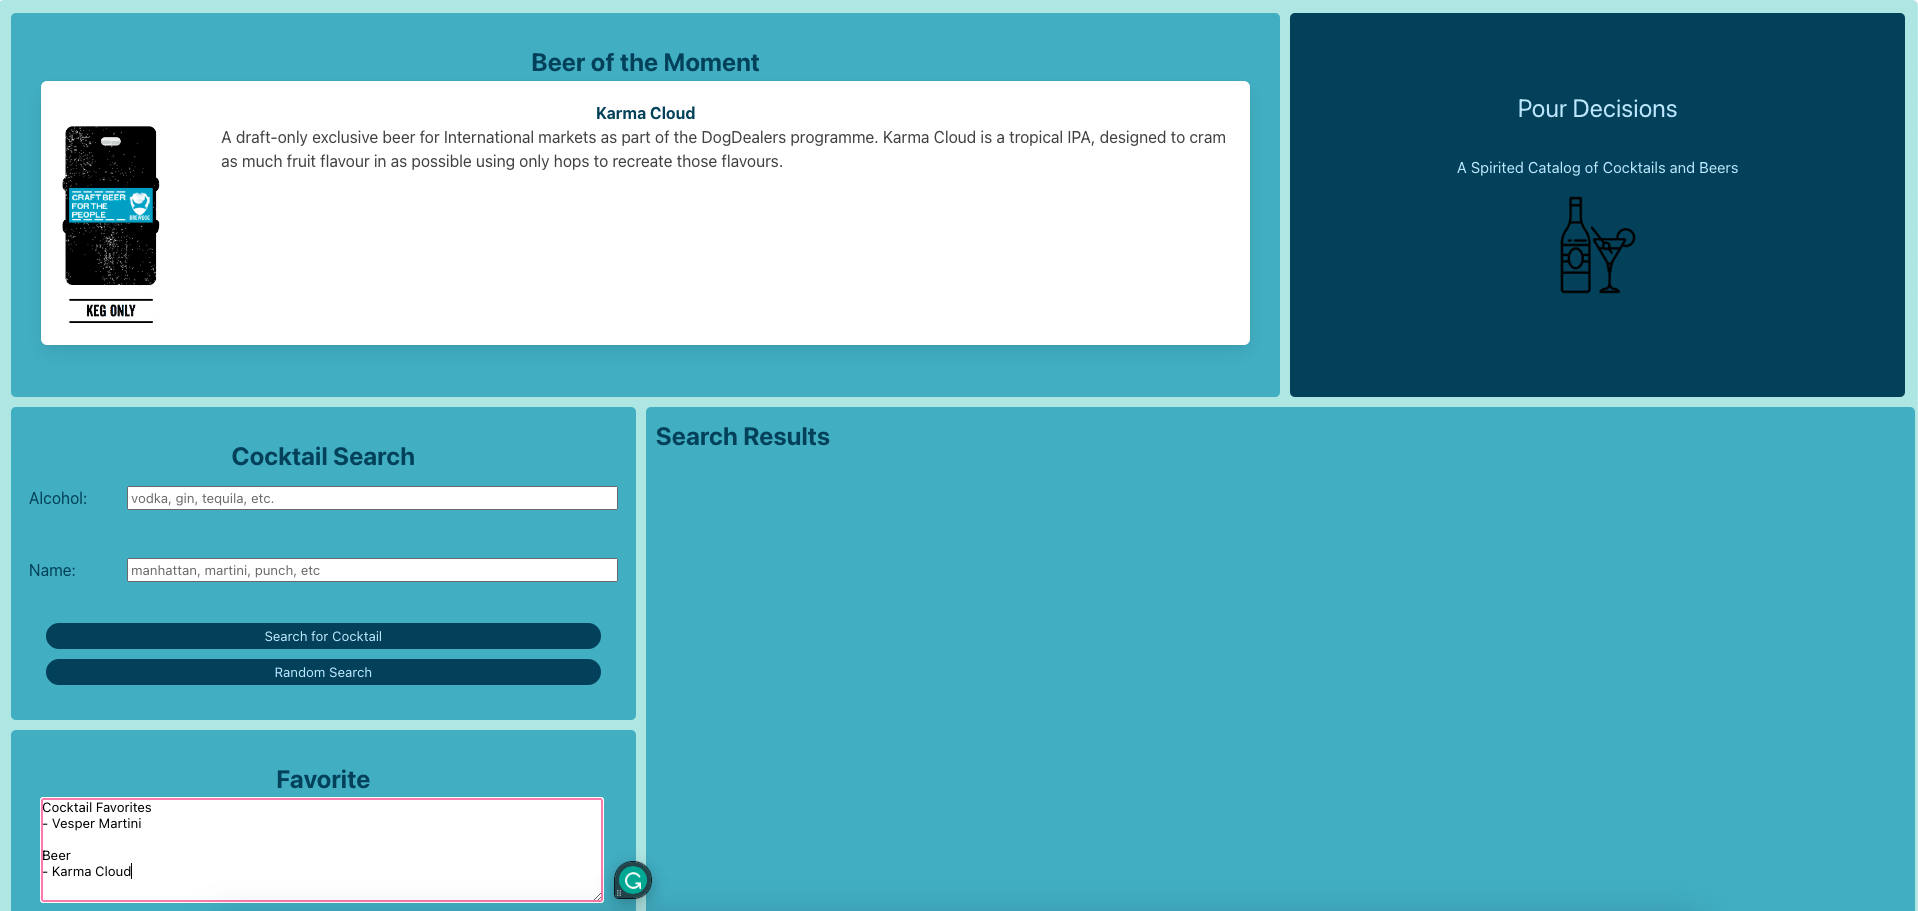 Beer of the Moment
Karma Cloud
A draft-only exclusive beer for International markets as part of the DogDealers programme. Karma Cloud is a tropical IPA, designed to cram
as much fruit flavour in as possible using only hops to recreate those flavours.
CRAFT BEER
FOR THE
PEOPLE
BREWDOG
KEG ONLY
Pour Decisions
A Spirited Catalog of Cocktails and Beers
Cocktail Search
Alcohol:
vodka, gin, tequila, etc.
Name:
manhattan, martini, punch, etc
Search for Cocktail
Random Search
Favorite
Cocktail Favorites
- Vesper Martini
Beer
- Karma Cloud
Search Results